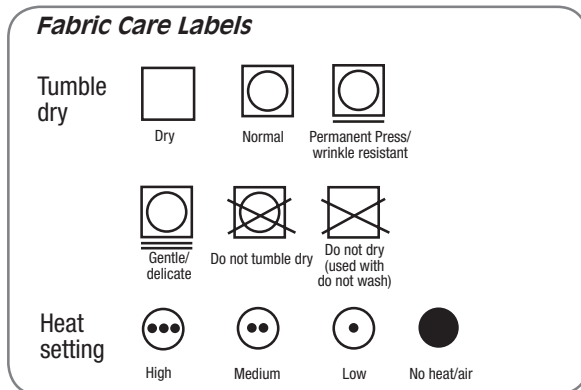 Fabric Care Labels
Tumble
dry
Dry
Normal
Permanent Press/
wrinkle resistant
Gentle/
delicate
Do not tumble dry
Do not dry
(used with
do not wash)
Heat
setting
High
Medium
Low
No heat/air